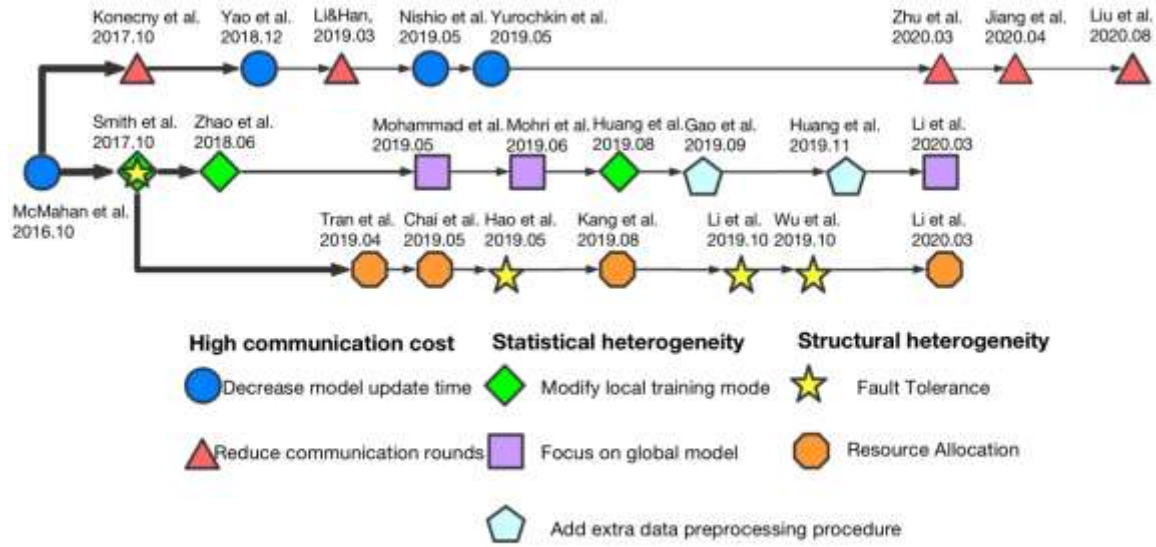 Konecny et al.
2017.10
Yao et al.
2018.12
Li&Han,
2019.03
Nishio et al.
2019.05
Yurochkin et al.
2019.05
Zhu et al.
2020.03
Jiang et al.
2020.04
Liu et al.
2020.08
Smith et al.
2017.10
Zhao et al.
2018.06
Mohammad et al.
2019.05
Mohri et al.
2019.06
Huang et al.
2019.08
Gao et al.
2019.09
Huang et al.
2019.11
Li et al.
2020.03
McMahan et al.
2016.10
Tran et al.
2019.04
Chai et al.
2019.05
Hao et al.
2019.05
Kang et al.
2019.08
Li et al.
2019.10
Wu et al.
2019.10
Li et al.
2020.03
High communication cost
Decrease model update time
Reduce communication rounds
Statistical heterogeneity
Modify local training mode
Focus on global model
Add extra data preprocessing procedure
Structural heterogeneity
Fault Tolerance
Resource Allocation